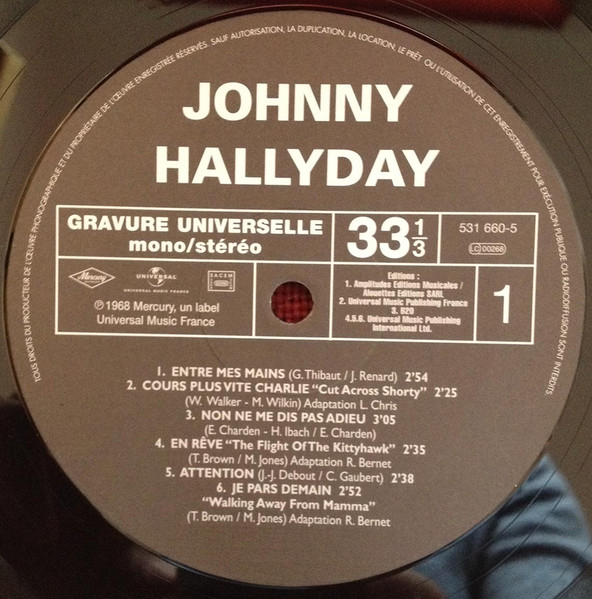 TOUS DROITS DU PRODUCTEUR DE L'ŒUVRE PHONOGRAPHIQUE ET DU PROPRIÉTAIRE DE L'ŒUVRE ENREGISTRÉE RÉSERVÉS. SAUF AUTORISATION, LA DUPLICATION, LA LOCATION, LE PRÊT OU L'UTILISATION DE CET ENREGISTREMENT POUR EXÉCUTION PUBLIQUE OU RADIODIFFUSION SONT INTERDITS.
JOHNNY
HALLYDAY
GRAVURE UNIVERSELLE
mono/stéréo
33 1/3
531 660-5
LC 00268
Mercury
UNIVERSAL
UNIVERSAL MUSIC FRANCE
SACEM
℗ 1968 Mercury, un label
Universal Music France
Editions :
1. Amplitudes Editions Musicales /
Alouettes Editions SARL
2. Universal Music Publishing France
3. B20
4.5.6. Universal Music Publishing
International Ltd.
1
1. ENTRE MES MAINS (G. Thibaut / J. Renard) 2'54
2. COURS PLUS VITE CHARLIE "Cut Across Shorty" 2'25
(W. Walker - M. Wilkin) Adaptation L. Chris
3. NON NE ME DIS PAS ADIEU 3'05
(E. Charden - H. Ibach / E. Charden)
4. EN RÊVE "The Flight Of The Kittyhawk" 2'35
(T. Brown / M. Jones) Adaptation R. Bernet
5. ATTENTION (J.-J. Debout / C. Gaubert) 2'38
6. JE PARS DEMAIN 2'52
"Walking Away From Mamma"
(T. Brown / M. Jones) Adaptation R. Bernet